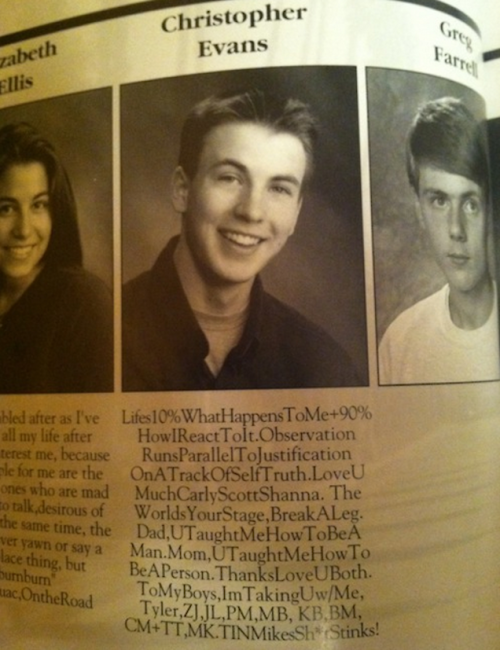 zabeth
Ellis
Christopher
Evans
Greg
Farrell
bled after as I've
all my life after
terest me, because
ple for me are the
ones who are mad
to talk,desirous of
the same time, the
ver yawn or say a
lace thing, but
burnburn"
uac,OntheRoad
Lifes10%WhatHappensToMe+90%
HowIReactToIt.Observation
RunsParallelToJustification
OnATrackOfSelfTruth.LoveU
MuchCarlyScottShanna. The
WorldsYourStage,BreakALeg.
Dad,UTaughtMeHowToBeA
Man.Mom,UTaughtMeHowTo
BeAPerson.ThanksLoveUBoth.
ToMyBoys,ImTakingUw/Me,
Tyler,ZJ,JL,PM,MB, KB,BM,
CM+TT,MK.TINMikesSh*rStinks!